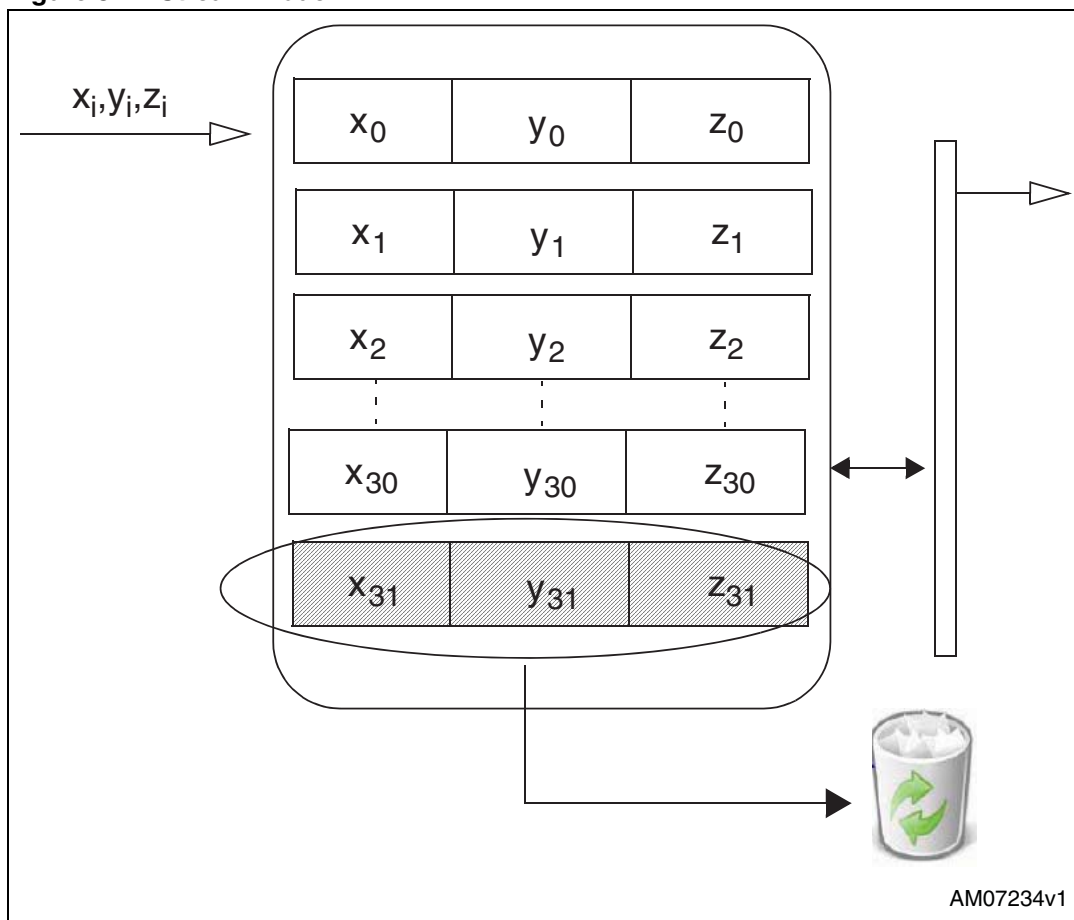 xᵢ,yᵢ,zᵢ
x₀ y₀ z₀
x₁ y₁ z₁
x₂ y₂ z₂
x₃₀ y₃₀ z₃₀
x₃₁ y₃₁ z₃₁
AM07234v1